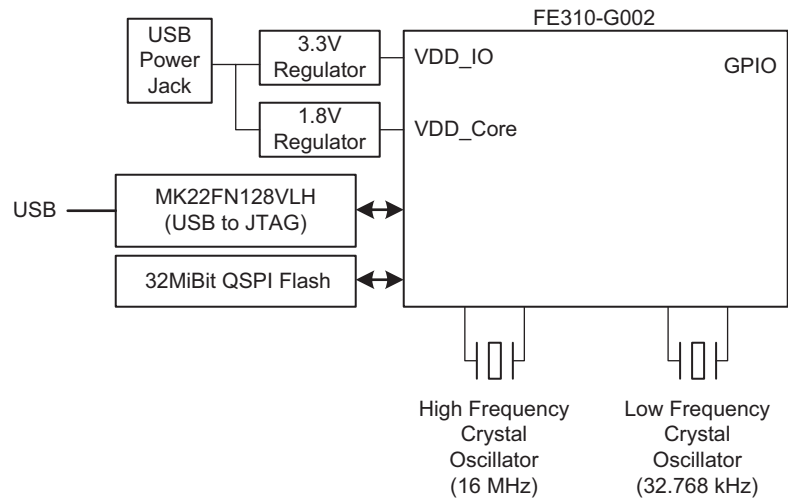 FE310-G002
USB
Power
Jack
3.3V
Regulator
VDD_IO
GPIO
1.8V
Regulator
VDD_Core
USB
MK22FN128VLH
(USB to JTAG)
32MiBit QSPI Flash
High Frequency
Crystal
Oscillator
(16 MHz)
Low Frequency
Crystal
Oscillator
(32.768 kHz)